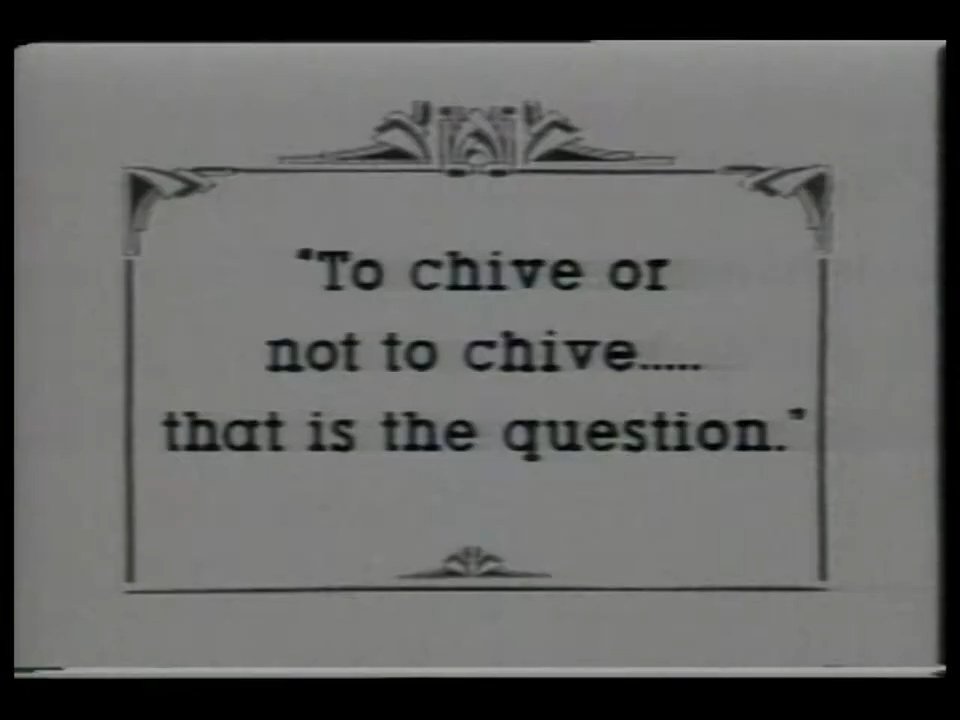 "To chive or
not to chive.....
that is the question."